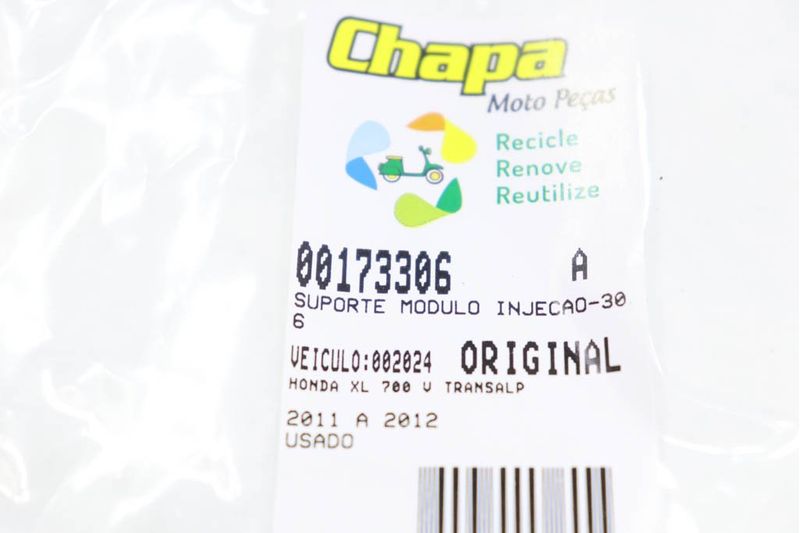 Chapa
Moto Peças
Recicle
Renove
Reutilize
00173306 A
SUPORTE MODULO INJECAO-30
6
VEICULO:002024 ORIGINAL
HONDA XL 700 V TRANSALP
2011 A 2012
USADO